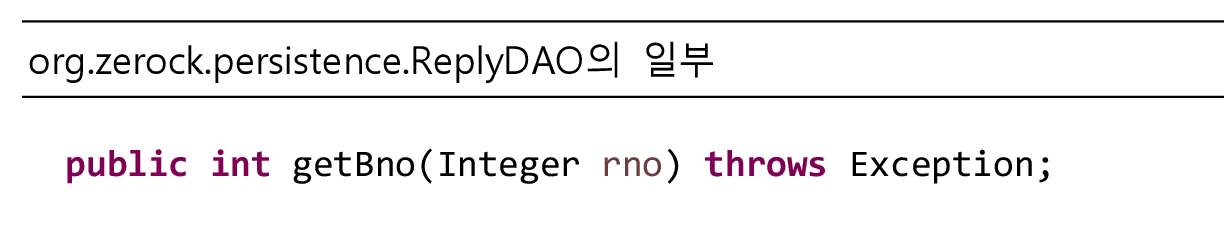 org.zerock.persistence.ReplyDAO의 일부
public int getBno(Integer rno) throws Exception;